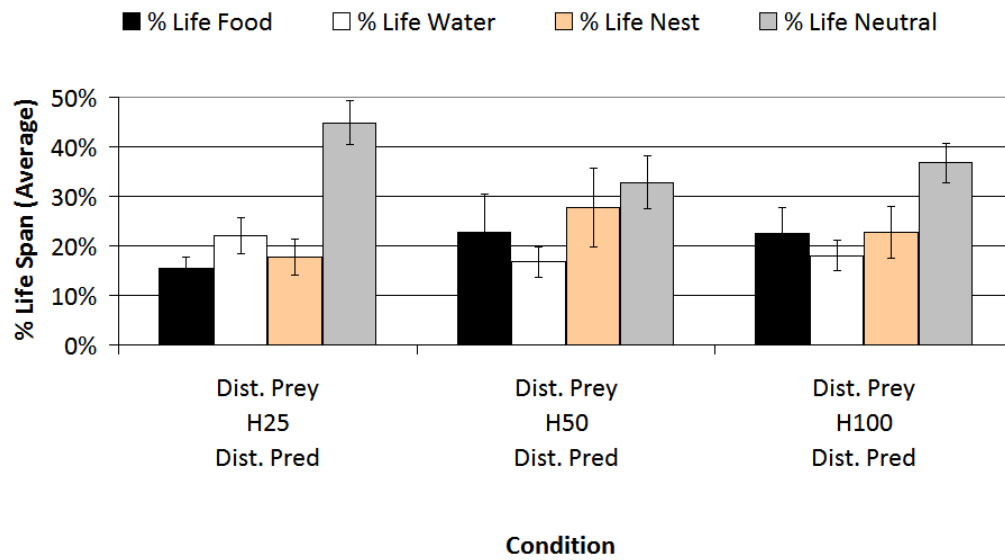 % Life Food % Life Water % Life Nest % Life Neutral
% Life Span (Average)
50%
40%
30%
20%
10%
0%
Dist. Prey Dist. Prey Dist. Prey
H25 H50 H100
Dist. Pred Dist. Pred Dist. Pred
Condition